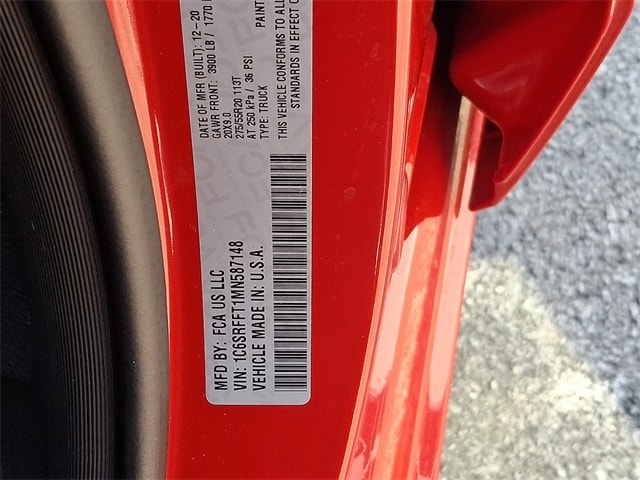 MFD BY: FCA US LLC
DATE OF MFR (BUILT): 12-20
GAWR FRONT: 3900 LB / 1770
20X9.0
275/55R20 113T
AT 250 kPa / 36 PSI
TYPE: TRUCK
VIN: 1C6SRFFT1MN587148
VEHICLE MADE IN: U.S.A.
THIS VEHICLE CONFORMS TO ALL
STANDARDS IN EFFECT O
PAINT